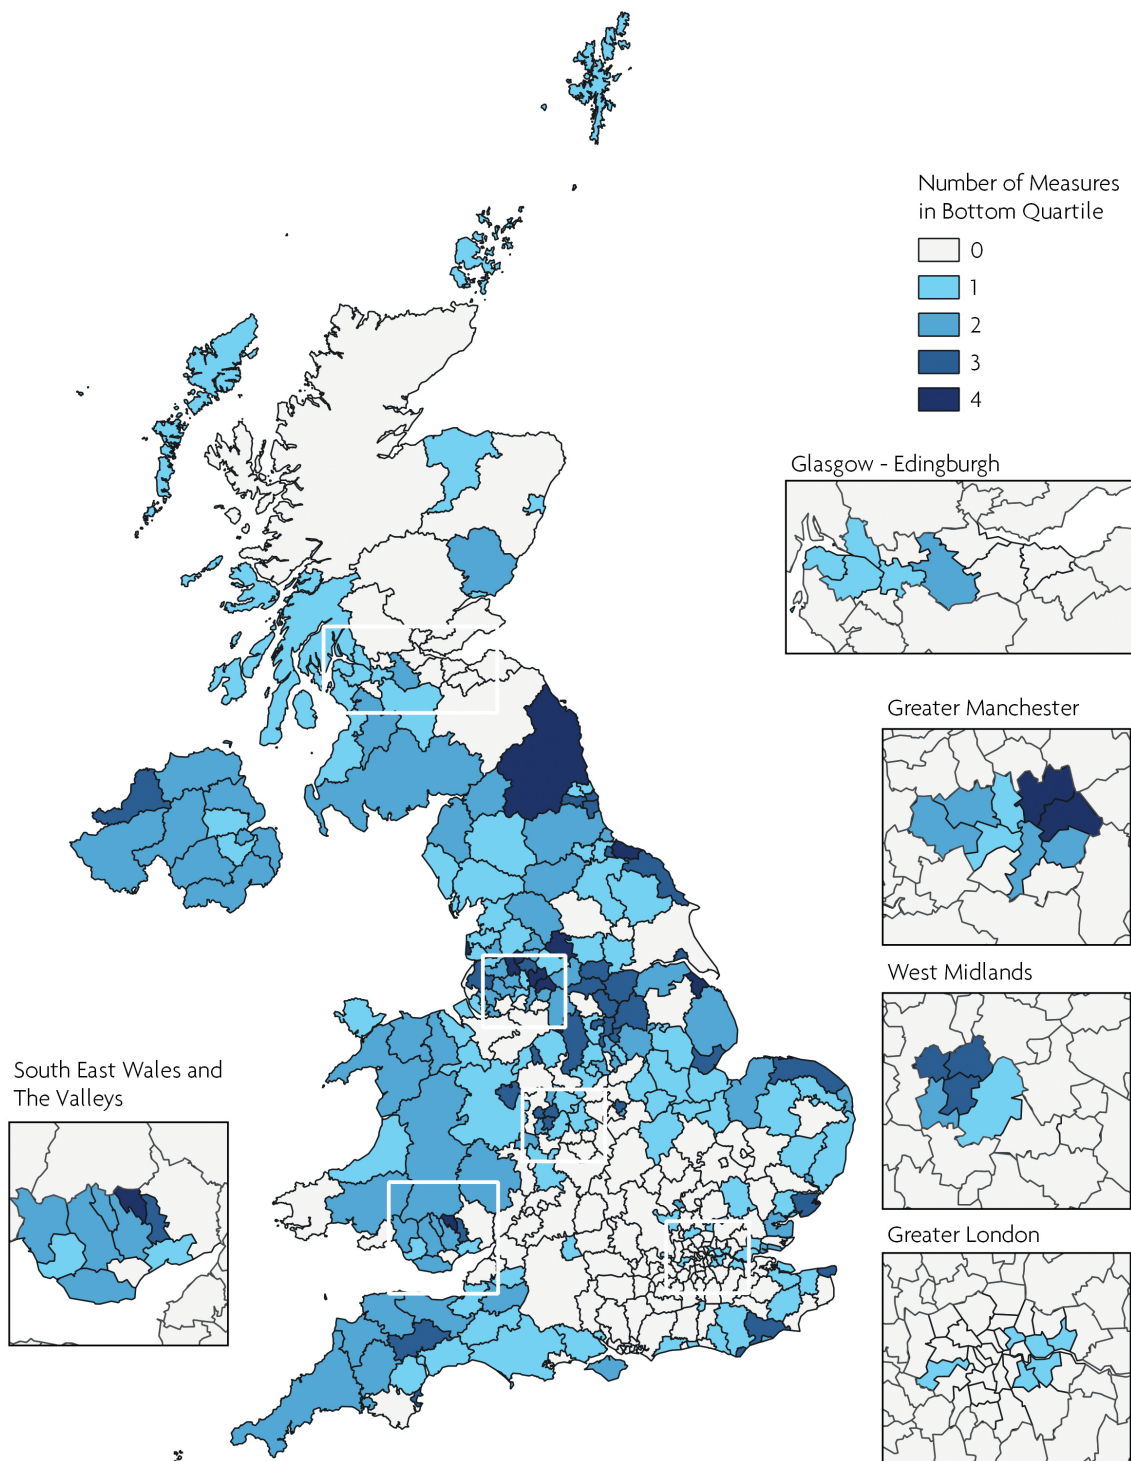 Number of Measures
in Bottom Quartile
0
1
2
3
4
Glasgow - Edingburgh
Greater Manchester
West Midlands
South East Wales and
The Valleys
Greater London